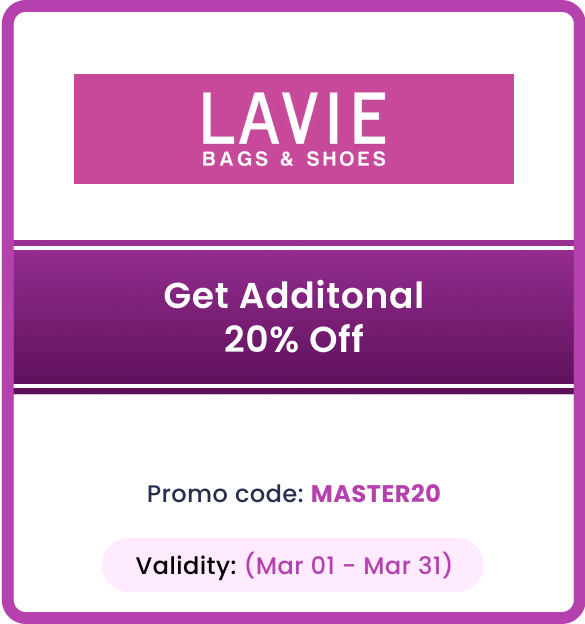 LAVIE
BAGS & SHOES
Get Additonal
20% Off
Promo code: MASTER20
Validity: (Mar 01 - Mar 31)